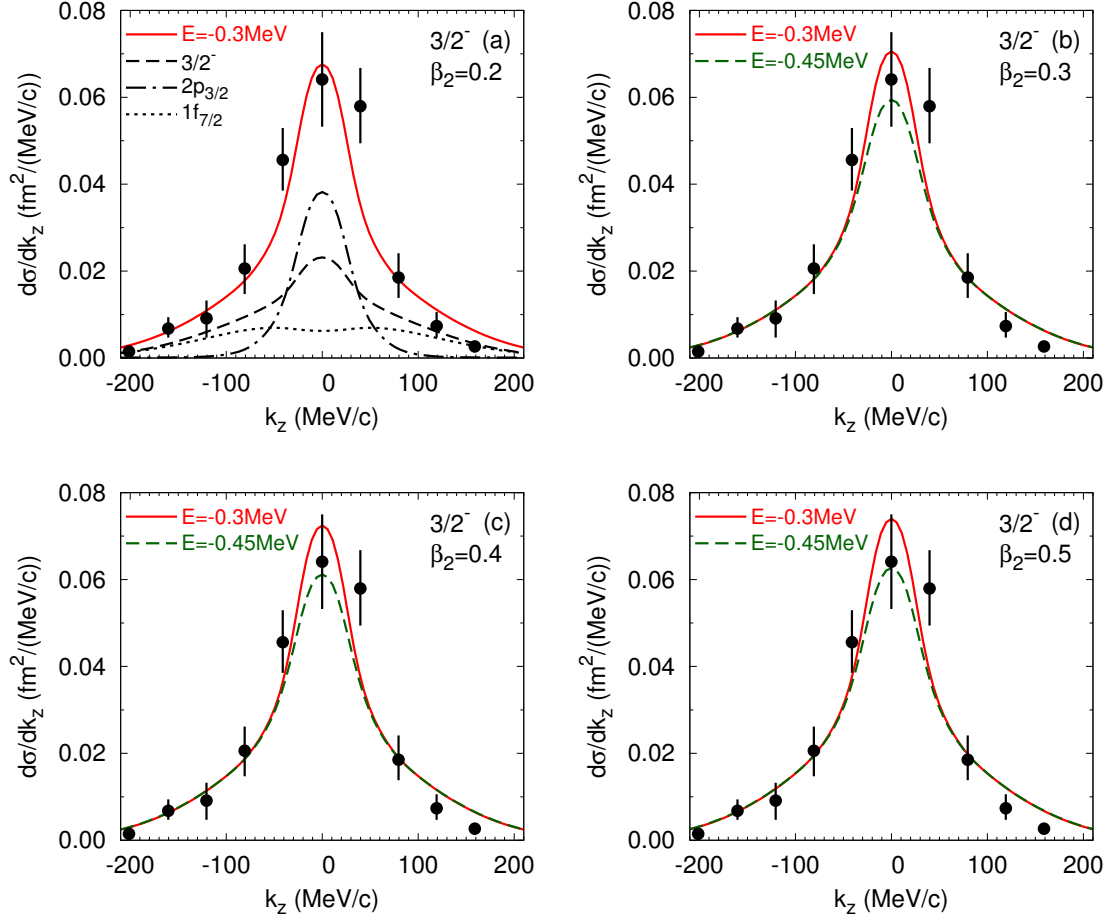 E=-0.3MeV
3/2⁻
2p3/2
1f7/2
3/2⁻ (a)
β2=0.2
0.08
0.06
0.04
0.02
0.00
dσ/dkz (fm²/(MeV/c))
-200 -100 0 100 200
kz (MeV/c)
E=-0.3MeV
E=-0.45MeV
3/2⁻ (b)
β2=0.3
0.08
0.06
0.04
0.02
0.00
dσ/dkz (fm²/(MeV/c))
-200 -100 0 100 200
kz (MeV/c)
E=-0.3MeV
E=-0.45MeV
3/2⁻ (c)
β2=0.4
0.08
0.06
0.04
0.02
0.00
dσ/dkz (fm²/(MeV/c))
-200 -100 0 100 200
kz (MeV/c)
E=-0.3MeV
E=-0.45MeV
3/2⁻ (d)
β2=0.5
0.08
0.06
0.04
0.02
0.00
dσ/dkz (fm²/(MeV/c))
-200 -100 0 100 200
kz (MeV/c)